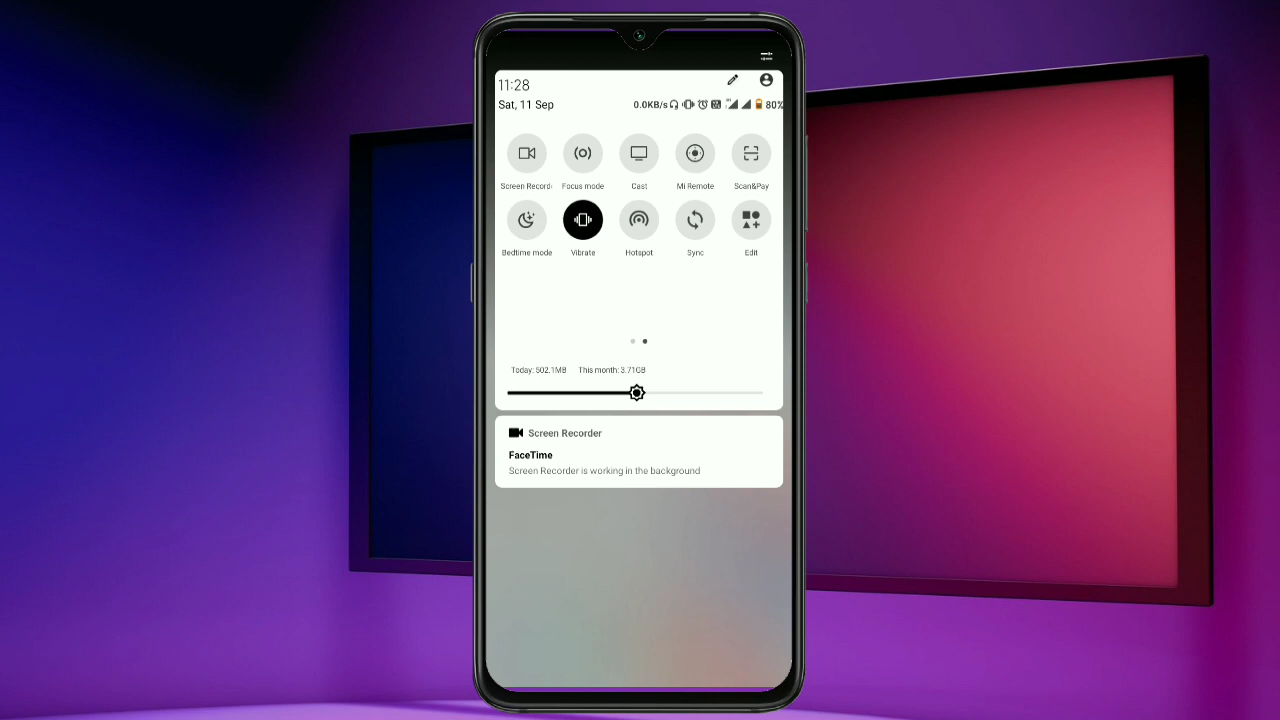 11:28
Sat, 11 Sep
0.0KB/s
80%
Screen Record
Focus mode
Cast
Mi Remote
Scan&Pay
Bedtime mode
Vibrate
Hotspot
Sync
Edit
Today: 502.1MB
This month: 3.71GB
Screen Recorder
FaceTime
Screen Recorder is working in the background